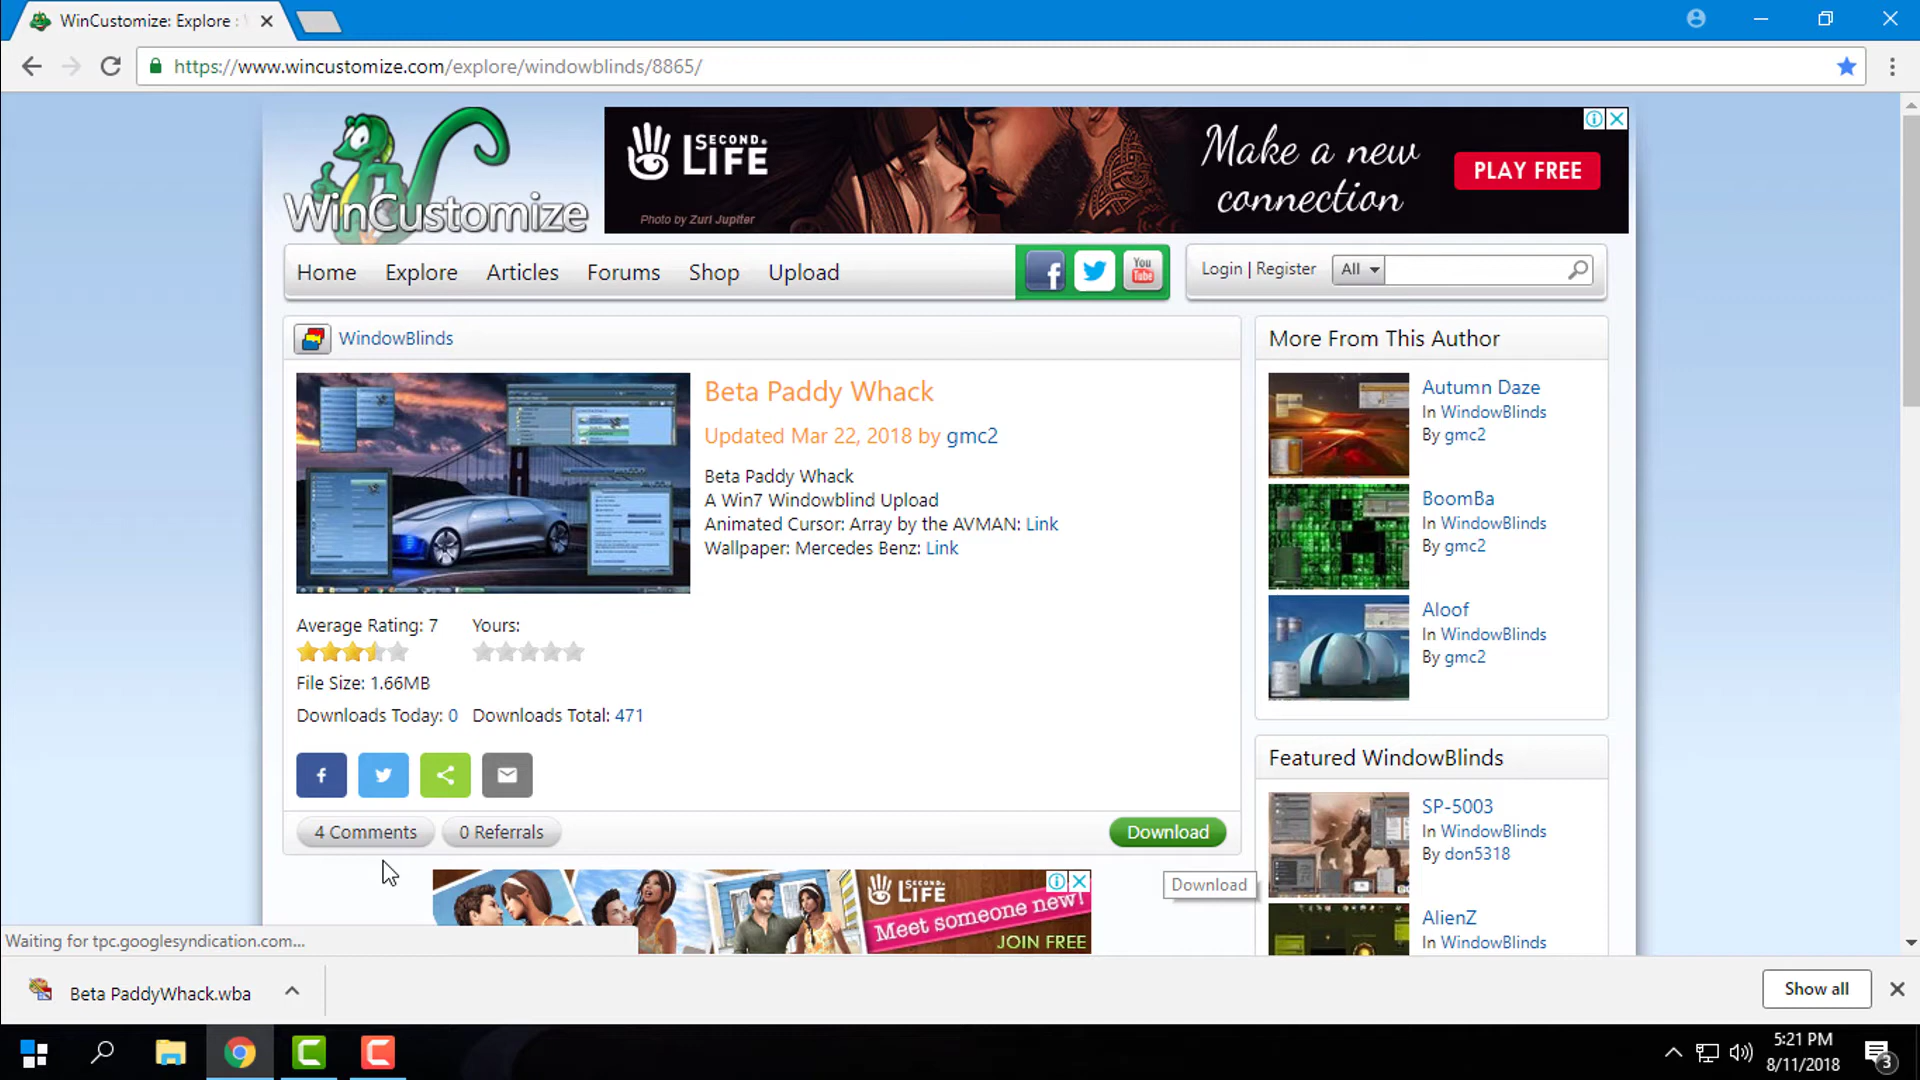 WinCustomize: Explore :
https://www.wincustomize.com/explore/windowblinds/8865/
WinCustomize
SECOND LIFE
Photo by Zuri Jupiter
Make a new
connection
PLAY FREE
Home
Explore
Articles
Forums
Shop
Upload
You
Tube
Login | Register
All
WindowBlinds
Beta Paddy Whack
Updated Mar 22, 2018 by gmc2
Beta Paddy Whack
A Win7 Windowblind Upload
Animated Cursor: Array by the AVMAN: Link
Wallpaper: Mercedes Benz: Link
Average Rating: 7
Yours:
File Size: 1.66MB
Downloads Today: 0
Downloads Total: 471
4 Comments
0 Referrals
Download
Download
More From This Author
Autumn Daze
In WindowBlinds
By gmc2
BoomBa
In WindowBlinds
By gmc2
Aloof
In WindowBlinds
By gmc2
Featured WindowBlinds
SP-5003
In WindowBlinds
By don5318
AlienZ
In WindowBlinds
SECOND LIFE
Meet someone new!
JOIN FREE
Waiting for tpc.googlesyndication.com...
Beta PaddyWhack.wba
Show all
5:21 PM
8/11/2018
3